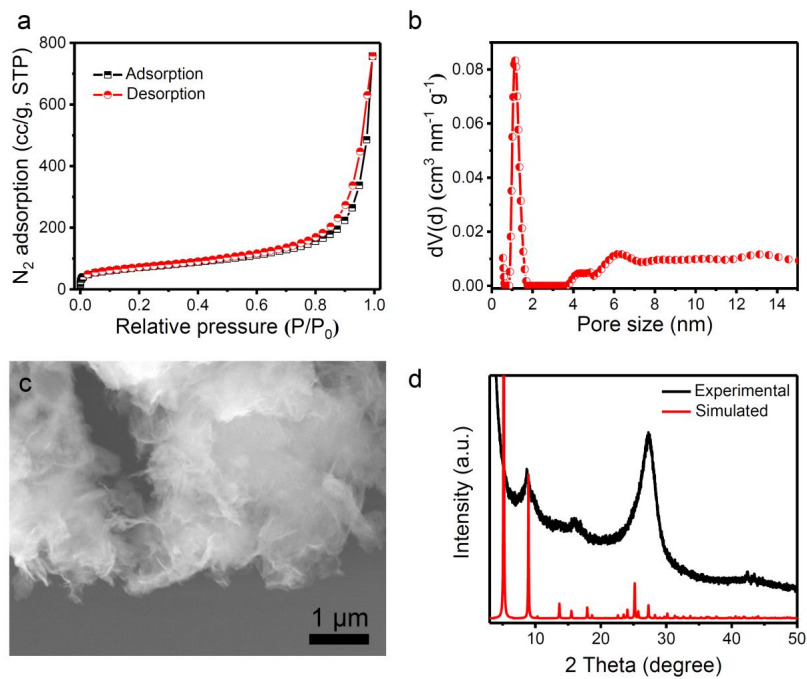 a
800
600
400
200
0
N₂ adsorption (cc/g, STP)
Adsorption
Desorption
0.0 0.2 0.4 0.6 0.8 1.0
Relative pressure (P/P₀)
b
0.08
0.06
0.04
0.02
0.00
dV(d) (cm³ nm⁻¹ g⁻¹)
0 2 4 6 8 10 12 14
Pore size (nm)
c
1 µm
d
Intensity (a.u.)
Experimental
Simulated
10 20 30 40 50
2 Theta (degree)